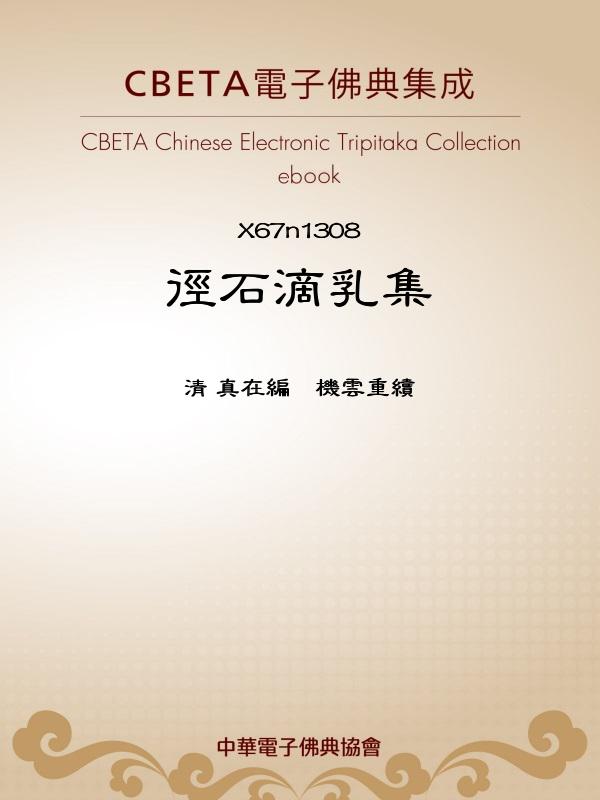 CBETA電子佛典集成
CBETA Chinese Electronic Tripitaka Collection
ebook
X67n1308
徑石滴乳集
清 真在編　機雲重續
中華電子佛典協會